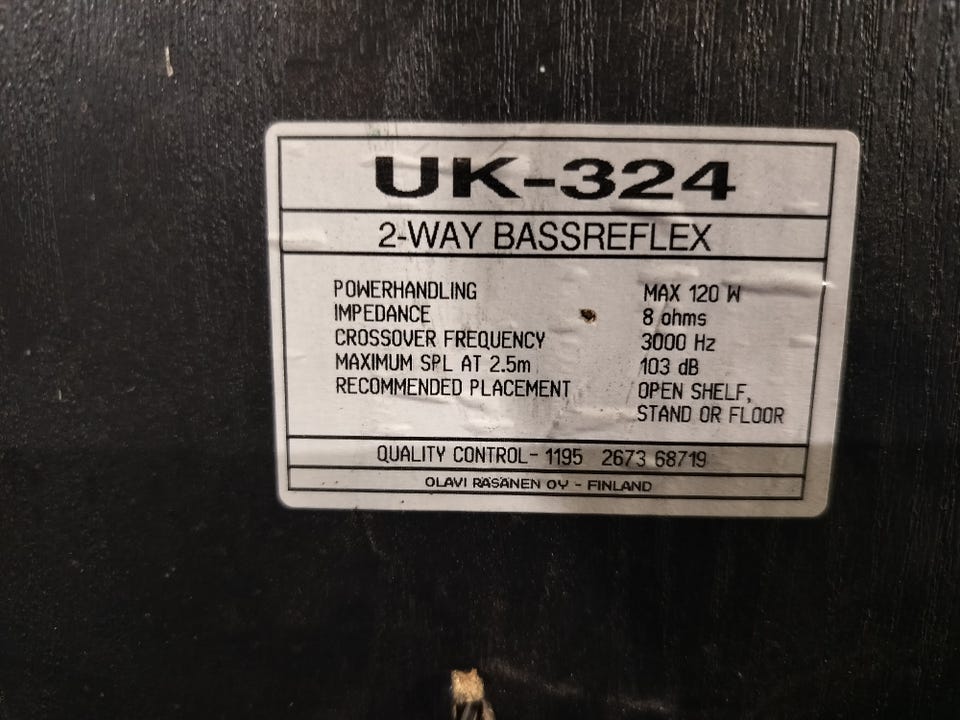 UK-324
2-WAY BASSREFLEX
POWERHANDLING MAX 120 W
IMPEDANCE 8 ohms
CROSSOVER FREQUENCY 3000 Hz
MAXIMUM SPL AT 2.5m 103 dB
RECOMMENDED PLACEMENT OPEN SHELF,
STAND OR FLOOR
QUALITY CONTROL- 1195 2673 68719
OLAVI RÄSÄNEN OY - FINLAND